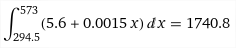 ∫_{294.5}^{573} (5.6 + 0.0015 x) dx = 1740.8